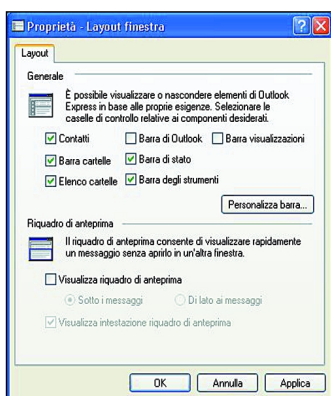 Proprietà - Layout finestra
Layout
Generale
È possibile visualizzare o nascondere elementi di Outlook
Express in base alle proprie esigenze. Selezionare le
caselle di controllo relative ai componenti desiderati.
Contatti Barra di Outlook Barra visualizzazioni
Barra cartelle Barra di stato
Elenco cartelle Barra degli strumenti
Personalizza barra...
Riquadro di anteprima
Il riquadro di anteprima consente di visualizzare rapidamente
un messaggio senza aprirlo in un'altra finestra.
Visualizza riquadro di anteprima
Sotto i messaggi Di lato ai messaggi
Visualizza intestazione riquadro di anteprima
OK Annulla Applica